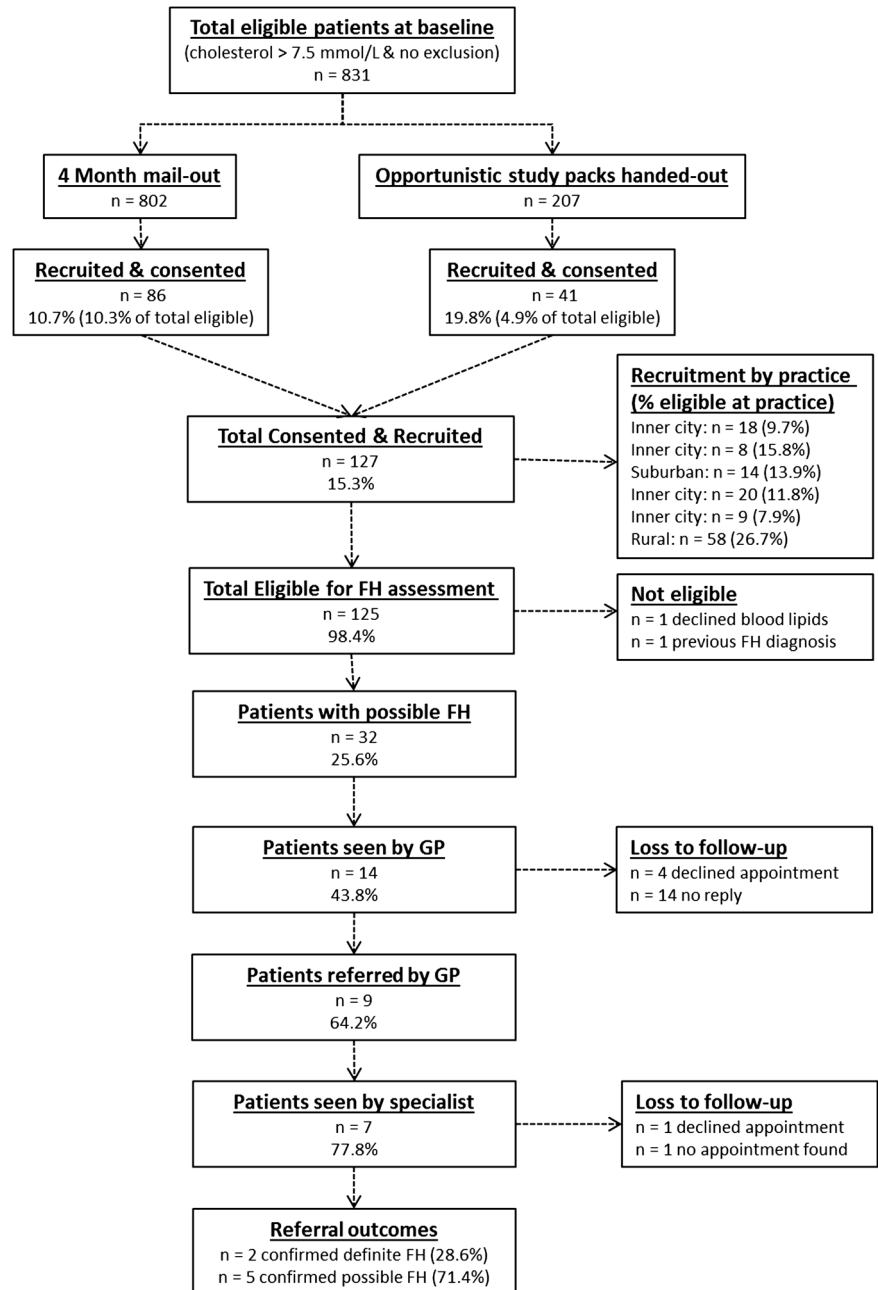 Total eligible patients at baseline
(cholesterol > 7.5 mmol/L & no exclusion)
n = 831
4 Month mail-out
n = 802
Opportunistic study packs handed-out
n = 207
Recruited & consented
n = 86
10.7% (10.3% of total eligible)
Recruited & consented
n = 41
19.8% (4.9% of total eligible)
Total Consented & Recruited
n = 127
15.3%
Recruitment by practice
(% eligible at practice)
Inner city: n = 18 (9.7%)
Inner city: n = 8 (15.8%)
Suburban: n = 14 (13.9%)
Inner city: n = 20 (11.8%)
Inner city: n = 9 (7.9%)
Rural: n = 58 (26.7%)
Total Eligible for FH assessment
n = 125
98.4%
Not eligible
n = 1 declined blood lipids
n = 1 previous FH diagnosis
Patients with possible FH
n = 32
25.6%
Patients seen by GP
n = 14
43.8%
Loss to follow-up
n = 4 declined appointment
n = 14 no reply
Patients referred by GP
n = 9
64.2%
Patients seen by specialist
n = 7
77.8%
Loss to follow-up
n = 1 declined appointment
n = 1 no appointment found
Referral outcomes
n = 2 confirmed definite FH (28.6%)
n = 5 confirmed possible FH (71.4%)